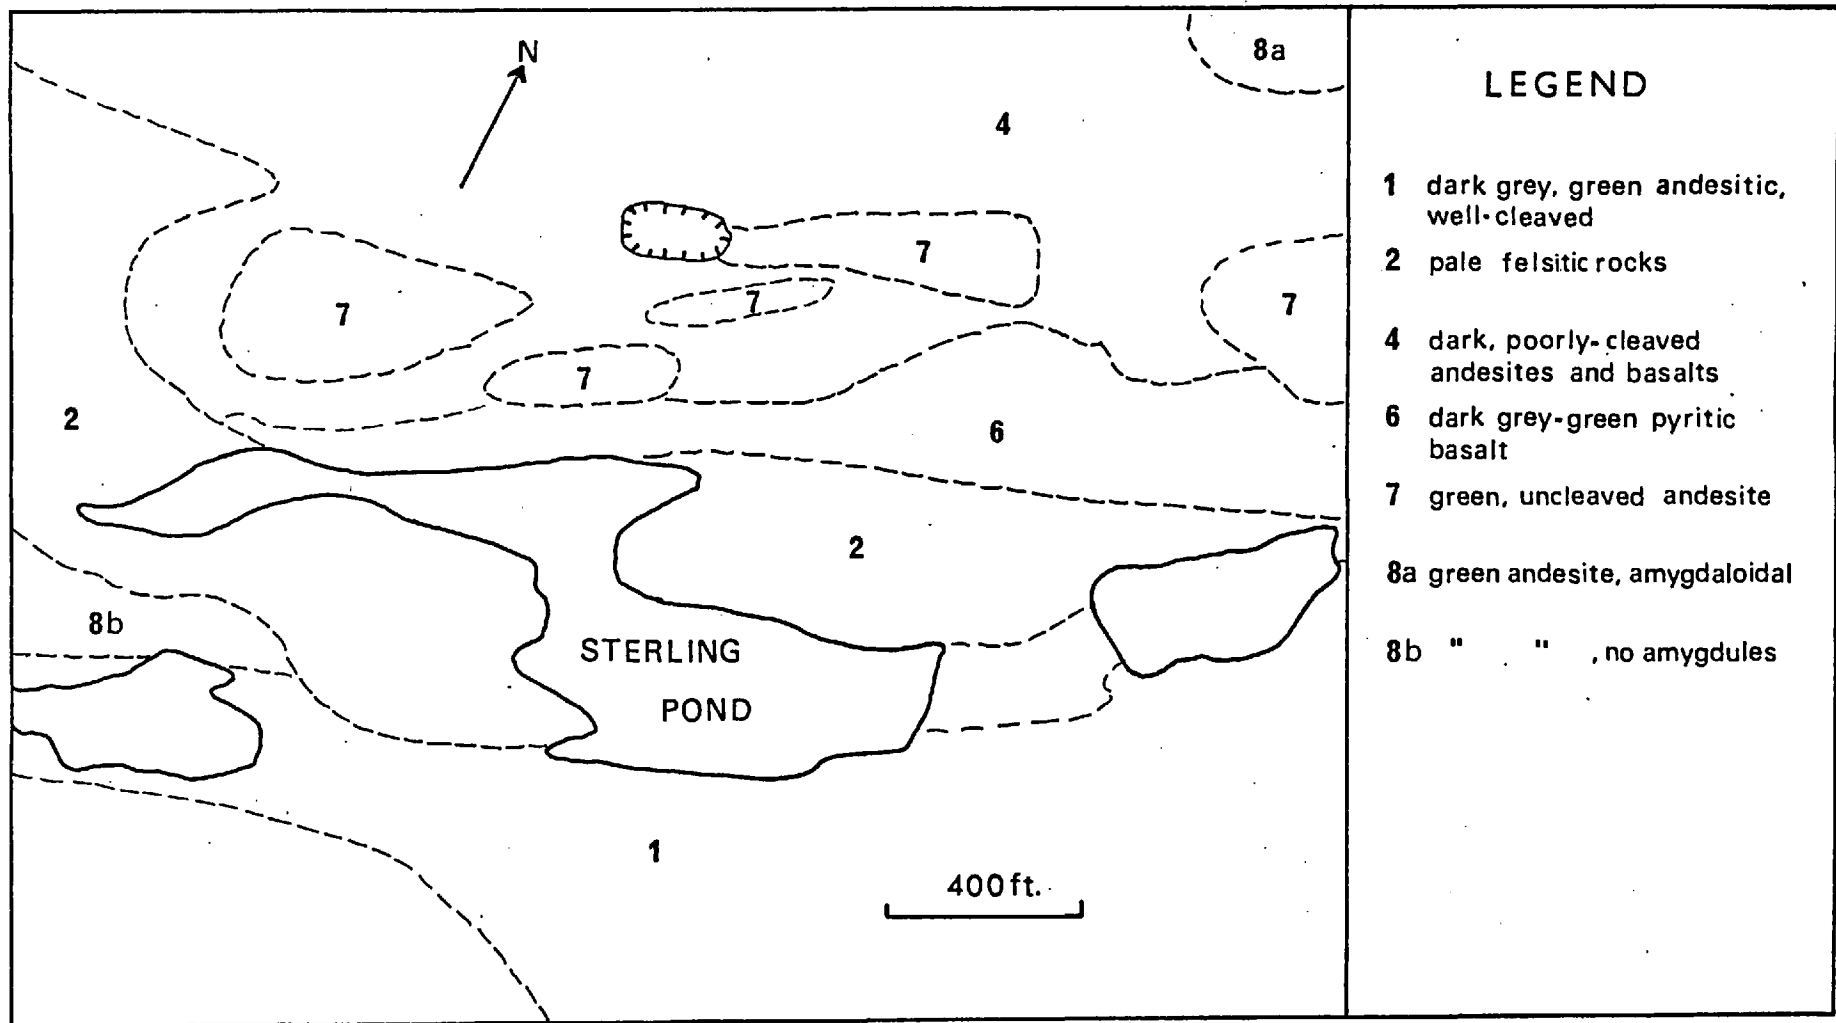 N
8a
4
7
7
7
7
7
2
6
2
8b
STERLING
POND
1
400 ft.
LEGEND
1 dark grey, green andesitic,
well-cleaved
2 pale felsitic rocks
4 dark, poorly-cleaved
andesites and basalts
6 dark grey-green pyritic
basalt
7 green, uncleaved andesite
8a green andesite, amygdaloidal
8b " " , no amygdules